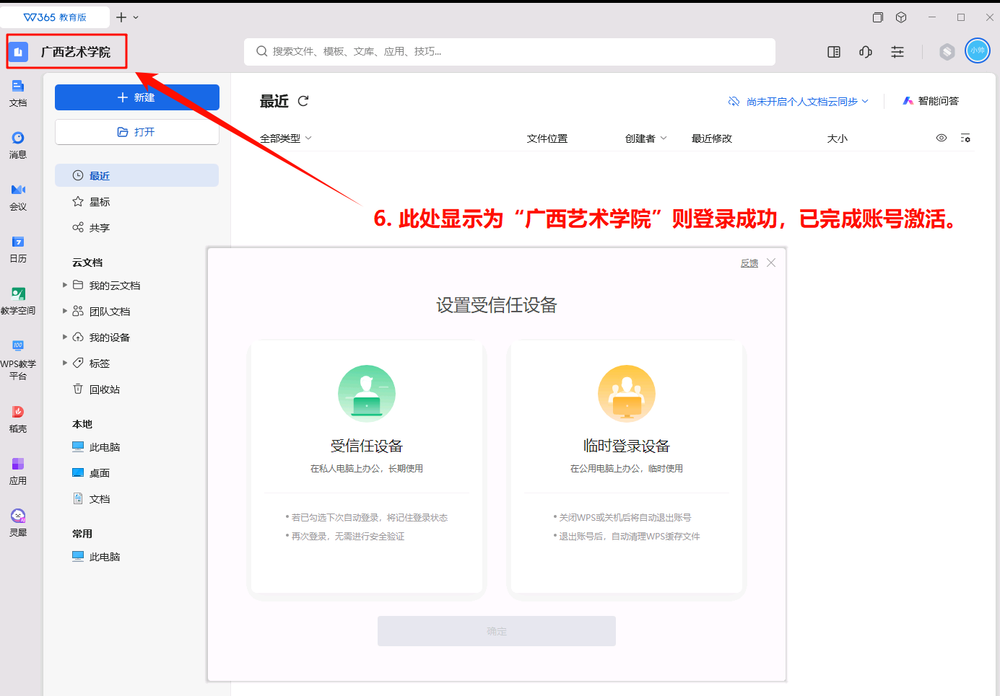 W365 教育版
广西艺术学院
搜索文件、模板、文库、应用、技巧...
小帅
文档
消息
会议
7
日历
教学空间
100
WPS教学
平台
稻壳
应用
AI
灵犀
新建
打开
最近
星标
共享
云文档
我的云文档
团队文档
我的设备
标签
回收站
本地
此电脑
桌面
文档
常用
此电脑
最近
尚未开启个人文档云同步
智能问答
全部类型
文件位置
创建者
最近修改
大小
6. 此处显示为“广西艺术学院”则登录成功，已完成账号激活。
反馈
设置受信任设备
受信任设备
在私人电脑上办公，长期使用
• 若已勾选下次自动登录，将记住登录状态
• 再次登录，无需进行安全验证
临时登录设备
在公用电脑上办公，临时使用
• 关闭WPS或关机后将自动退出账号
• 退出账号后，自动清理WPS缓存文件
确定